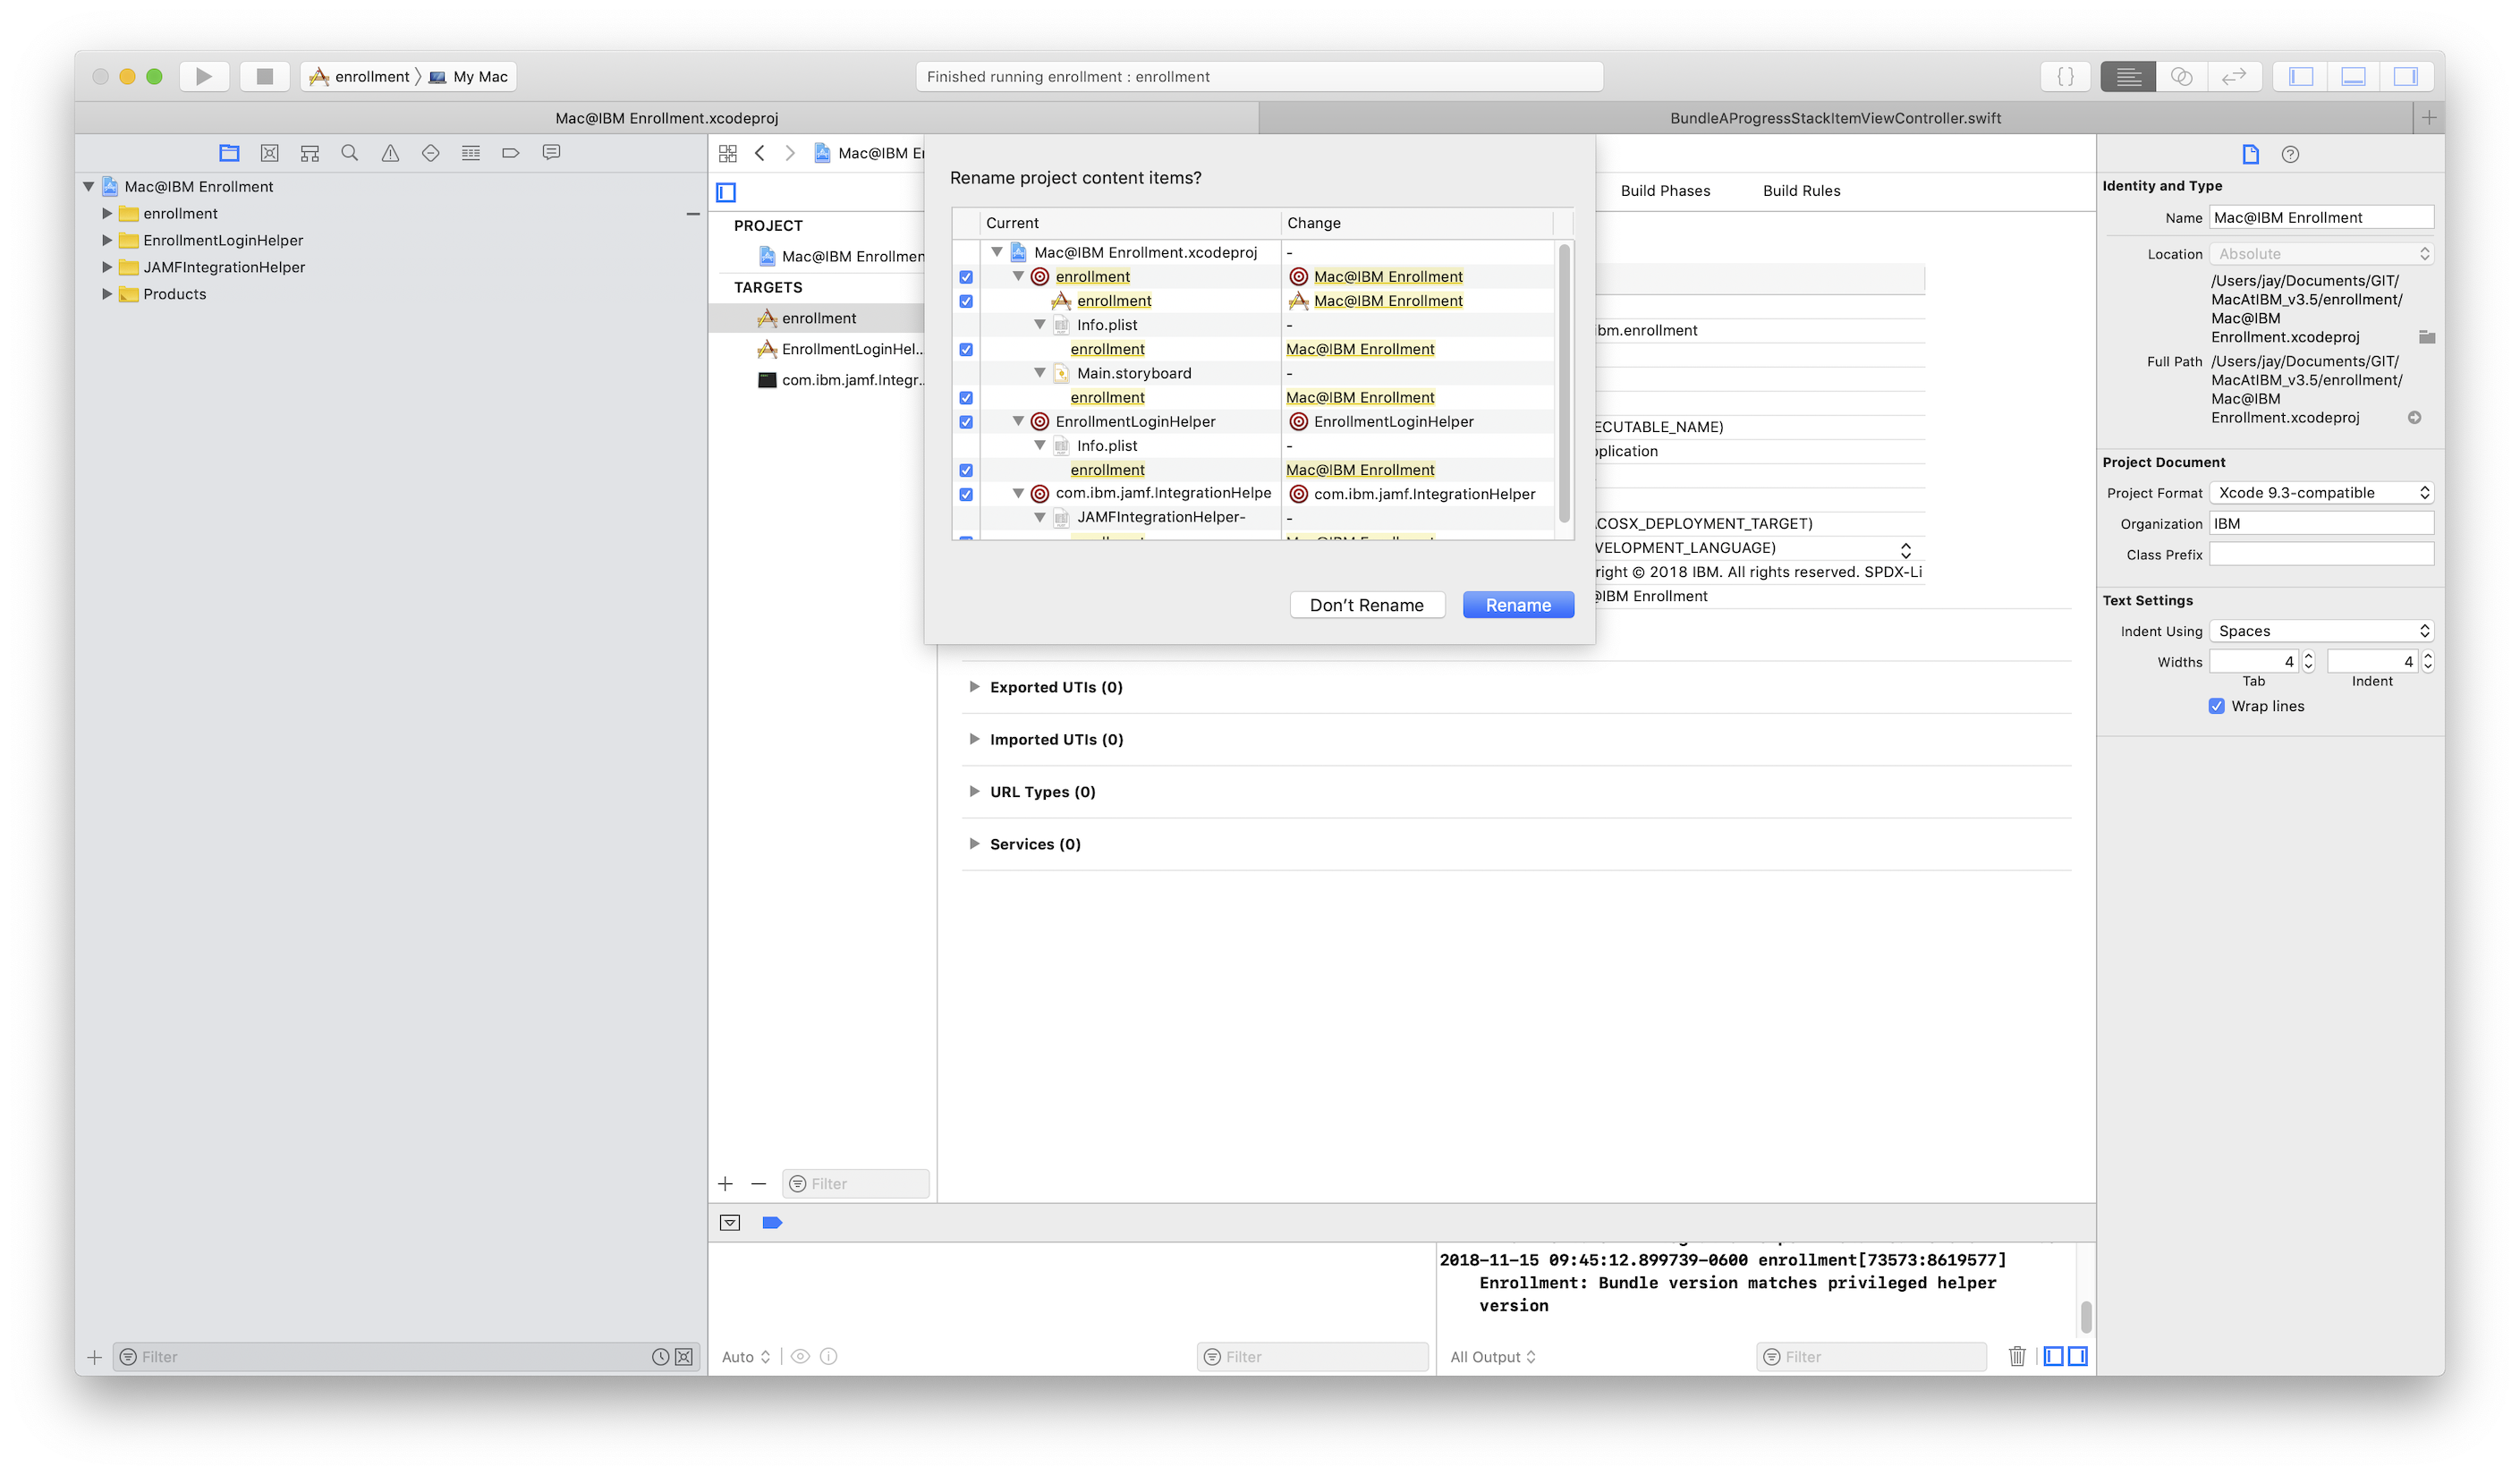 enrollment 〉 My Mac
Finished running enrollment : enrollment
Mac@IBM Enrollment.xcodeproj
BundleAProgressStackItemViewController.swift
Mac@IBM Enrollment
enrollment
EnrollmentLoginHelper
JAMFIntegrationHelper
Products
Filter
Mac@IBM
PROJECT
Mac@IBM
TARGETS
enrollment
EnrollmentLoginHel...
com.ibm.jamf.Integr...
Filter
Rename project content items?
Current Change
Mac@IBM Enrollment.xcodeproj -
enrollment Mac@IBM Enrollment
enrollment Mac@IBM Enrollment
Info.plist -
enrollment Mac@IBM Enrollment
Main.storyboard -
enrollment Mac@IBM Enrollment
EnrollmentLoginHelper EnrollmentLoginHelper
Info.plist -
enrollment Mac@IBM Enrollment
com.ibm.jamf.IntegrationHelpe com.ibm.jamf.IntegrationHelper
JAMFIntegrationHelper- -
Don't Rename
Rename
Build Phases
Build Rules
ibm.enrollment
ECUTABLE_NAME)
pplication
COSX_DEPLOYMENT_TARGET)
VELOPMENT_LANGUAGE)
right © 2018 IBM. All rights reserved. SPDX-Li
@IBM Enrollment
Exported UTIs (0)
Imported UTIs (0)
URL Types (0)
Services (0)
Auto
Filter
2018-11-15 09:45:12.899739-0600 enrollment[73573:8619577]
Enrollment: Bundle version matches privileged helper
version
All Output
Filter
Identity and Type
Name Mac@IBM Enrollment
Location Absolute
/Users/jay/Documents/GIT/
MacAtIBM_v3.5/enrollment/
Mac@IBM
Enrollment.xcodeproj
Full Path /Users/jay/Documents/GIT/
MacAtIBM_v3.5/enrollment/
Mac@IBM
Enrollment.xcodeproj
Project Document
Project Format Xcode 9.3-compatible
Organization IBM
Class Prefix
Text Settings
Indent Using Spaces
Widths 4 4
Tab Indent
Wrap lines